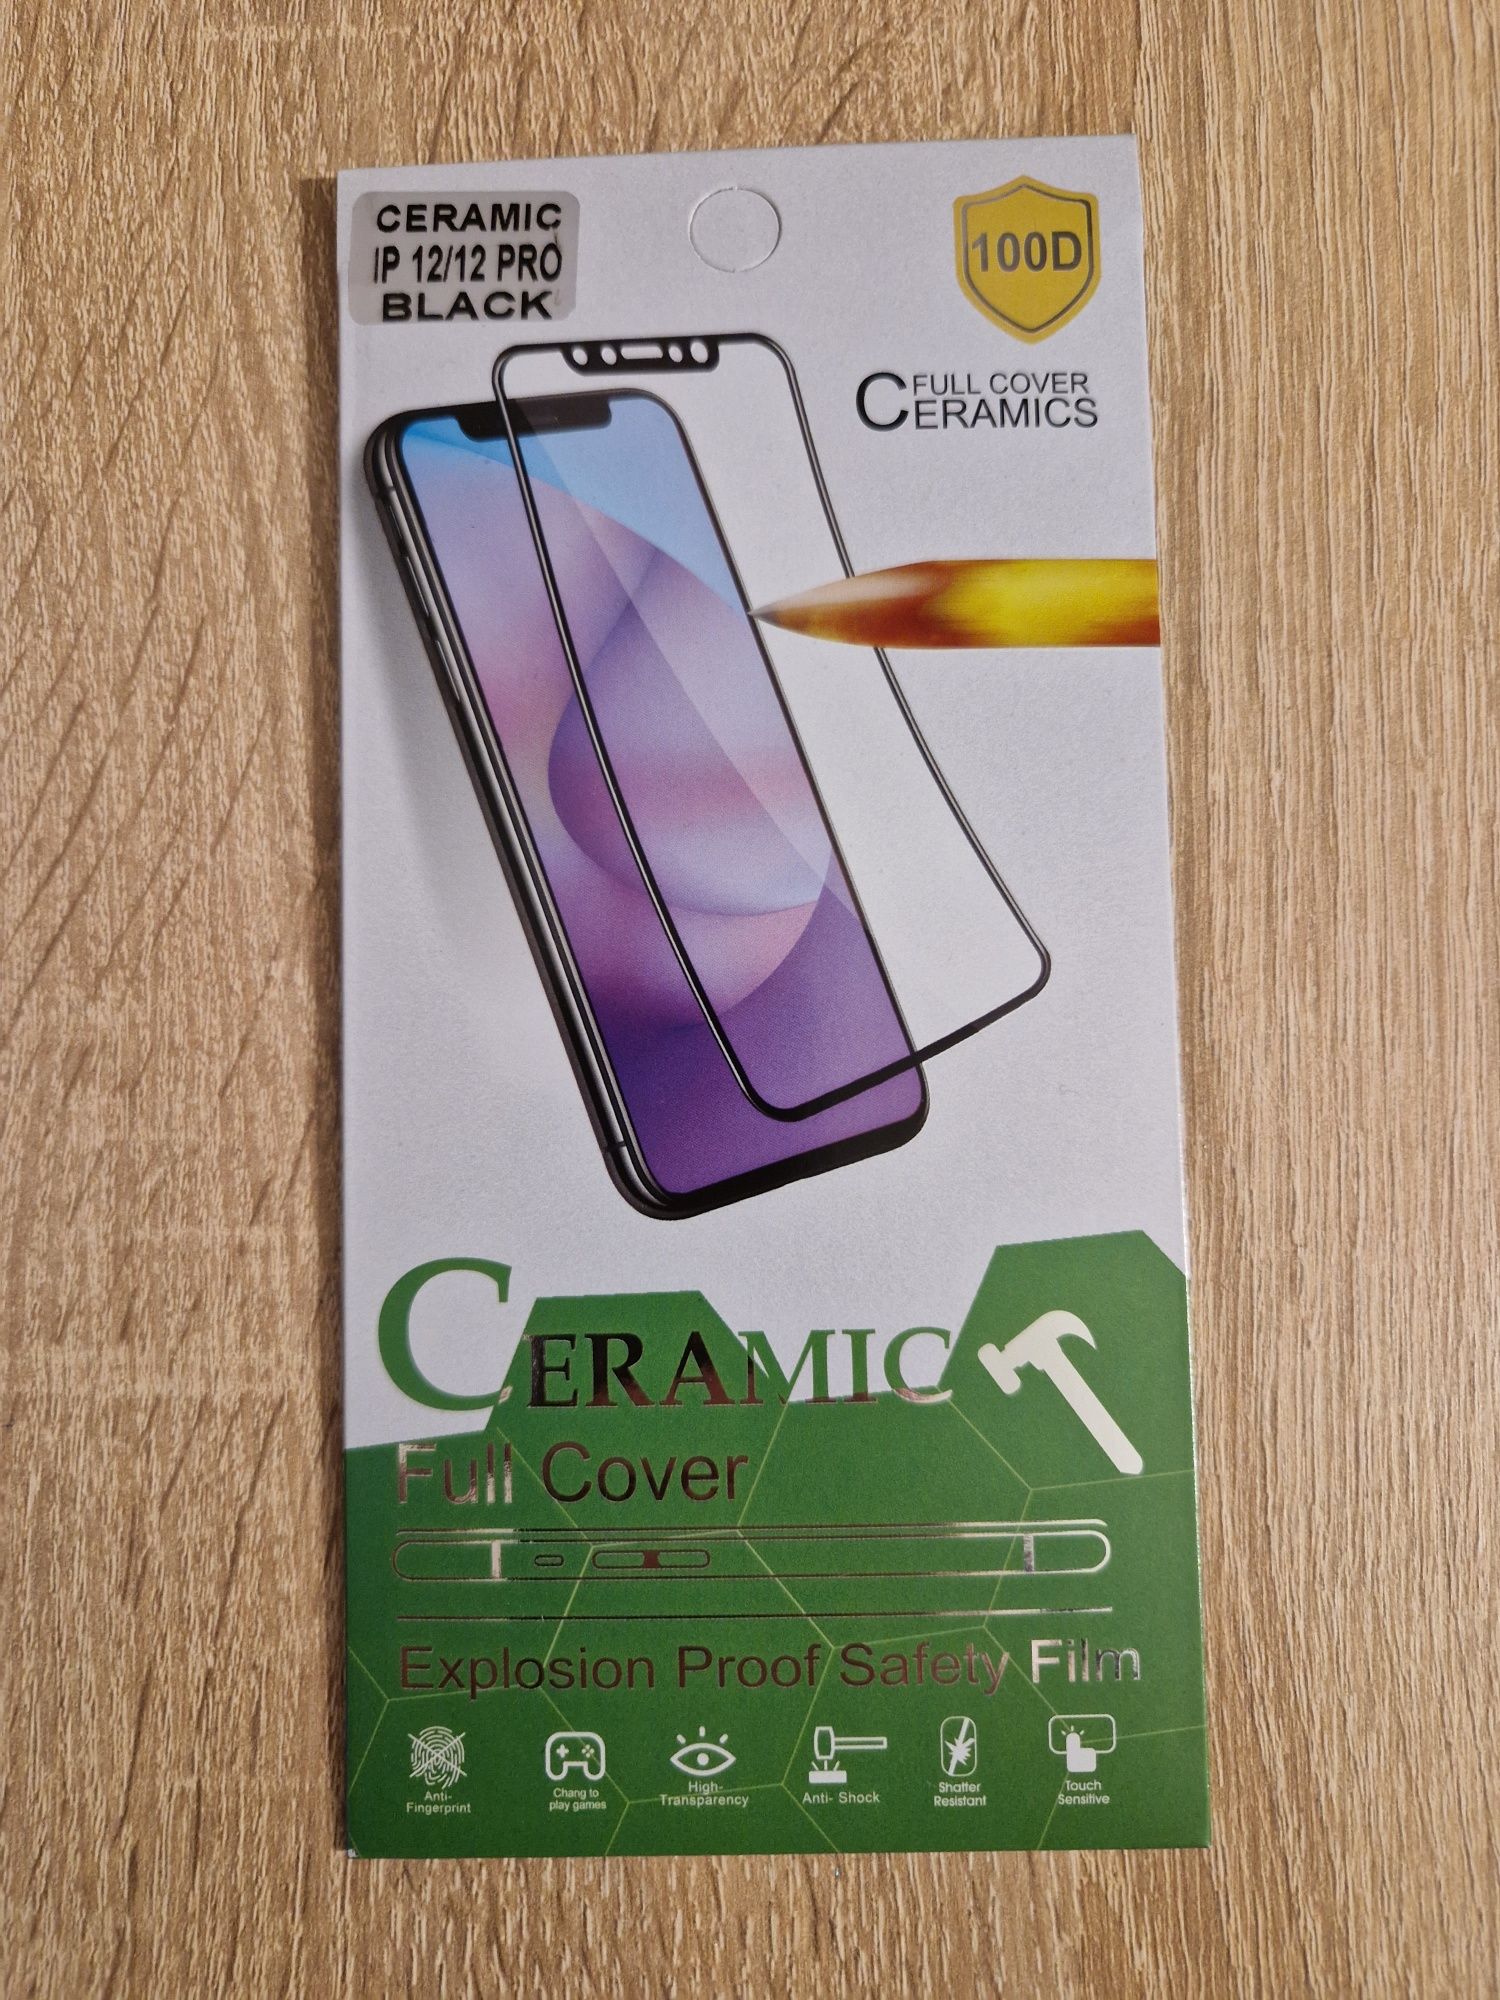 CERAMIC
IP 12/12 PRO
BLACK
100D
FULL COVER
CERAMICS
CERAMIC
Full Cover
Explosion Proof Safety Film
Anti-
Fingerprint
Chang to
play games
High-
Transparency
Anti- Shock
Shatter
Resistant
Touch
Sensitive